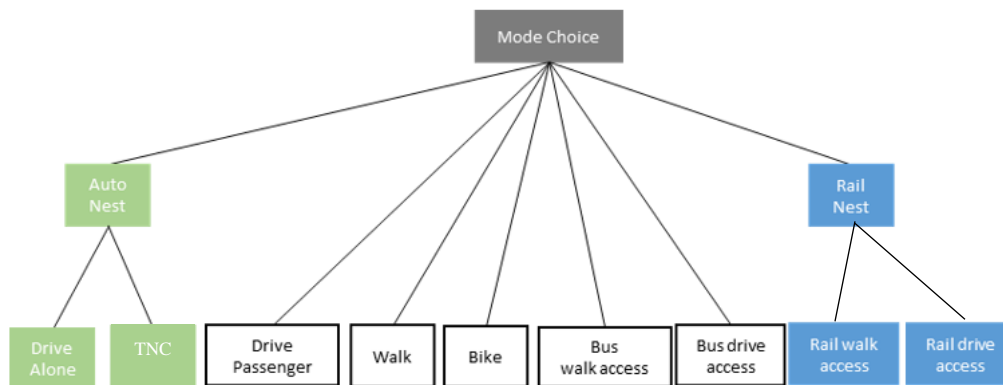 Mode Choice
Auto
Nest
Rail
Nest
Drive
Alone
TNC
Drive
Passenger
Walk
Bike
Bus
walk access
Bus drive
access
Rail walk
access
Rail drive
access